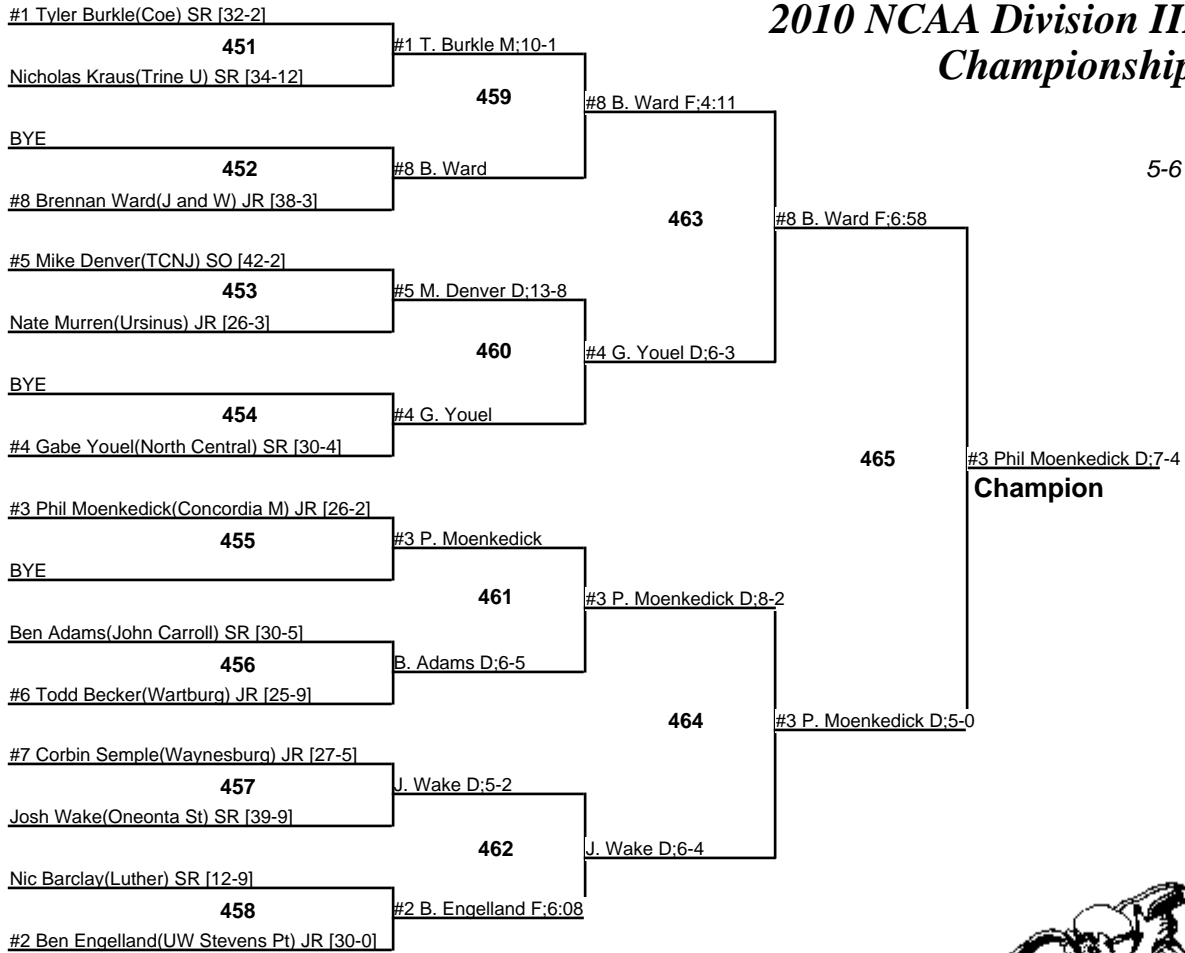 2010 NCAA Division III
Championship
5-6
#1 Tyler Burkle(Coe) SR [32-2]
451
Nicholas Kraus(Trine U) SR [34-12]
#1 T. Burkle M;10-1
459
BYE
452
#8 Brennan Ward(J and W) JR [38-3]
#8 B. Ward
#8 B. Ward F;4:11
463
#5 Mike Denver(TCNJ) SO [42-2]
453
Nate Murren(Ursinus) JR [26-3]
#5 M. Denver D;13-8
460
BYE
454
#4 Gabe Youel(North Central) SR [30-4]
#4 G. Youel
#4 G. Youel D;6-3
#8 B. Ward F;6:58
465
#3 Phil Moenkedick D;7-4
Champion
#3 Phil Moenkedick(Concordia M) JR [26-2]
455
BYE
#3 P. Moenkedick
461
Ben Adams(John Carroll) SR [30-5]
456
#6 Todd Becker(Wartburg) JR [25-9]
B. Adams D;6-5
#3 P. Moenkedick D;8-2
464
#3 P. Moenkedick D;5-0
#7 Corbin Semple(Waynesburg) JR [27-5]
457
Josh Wake(Oneonta St) SR [39-9]
J. Wake D;5-2
462
J. Wake D;6-4
Nic Barclay(Luther) SR [12-9]
458
#2 Ben Engelland(UW Stevens Pt) JR [30-0]
#2 B. Engelland F;6:08